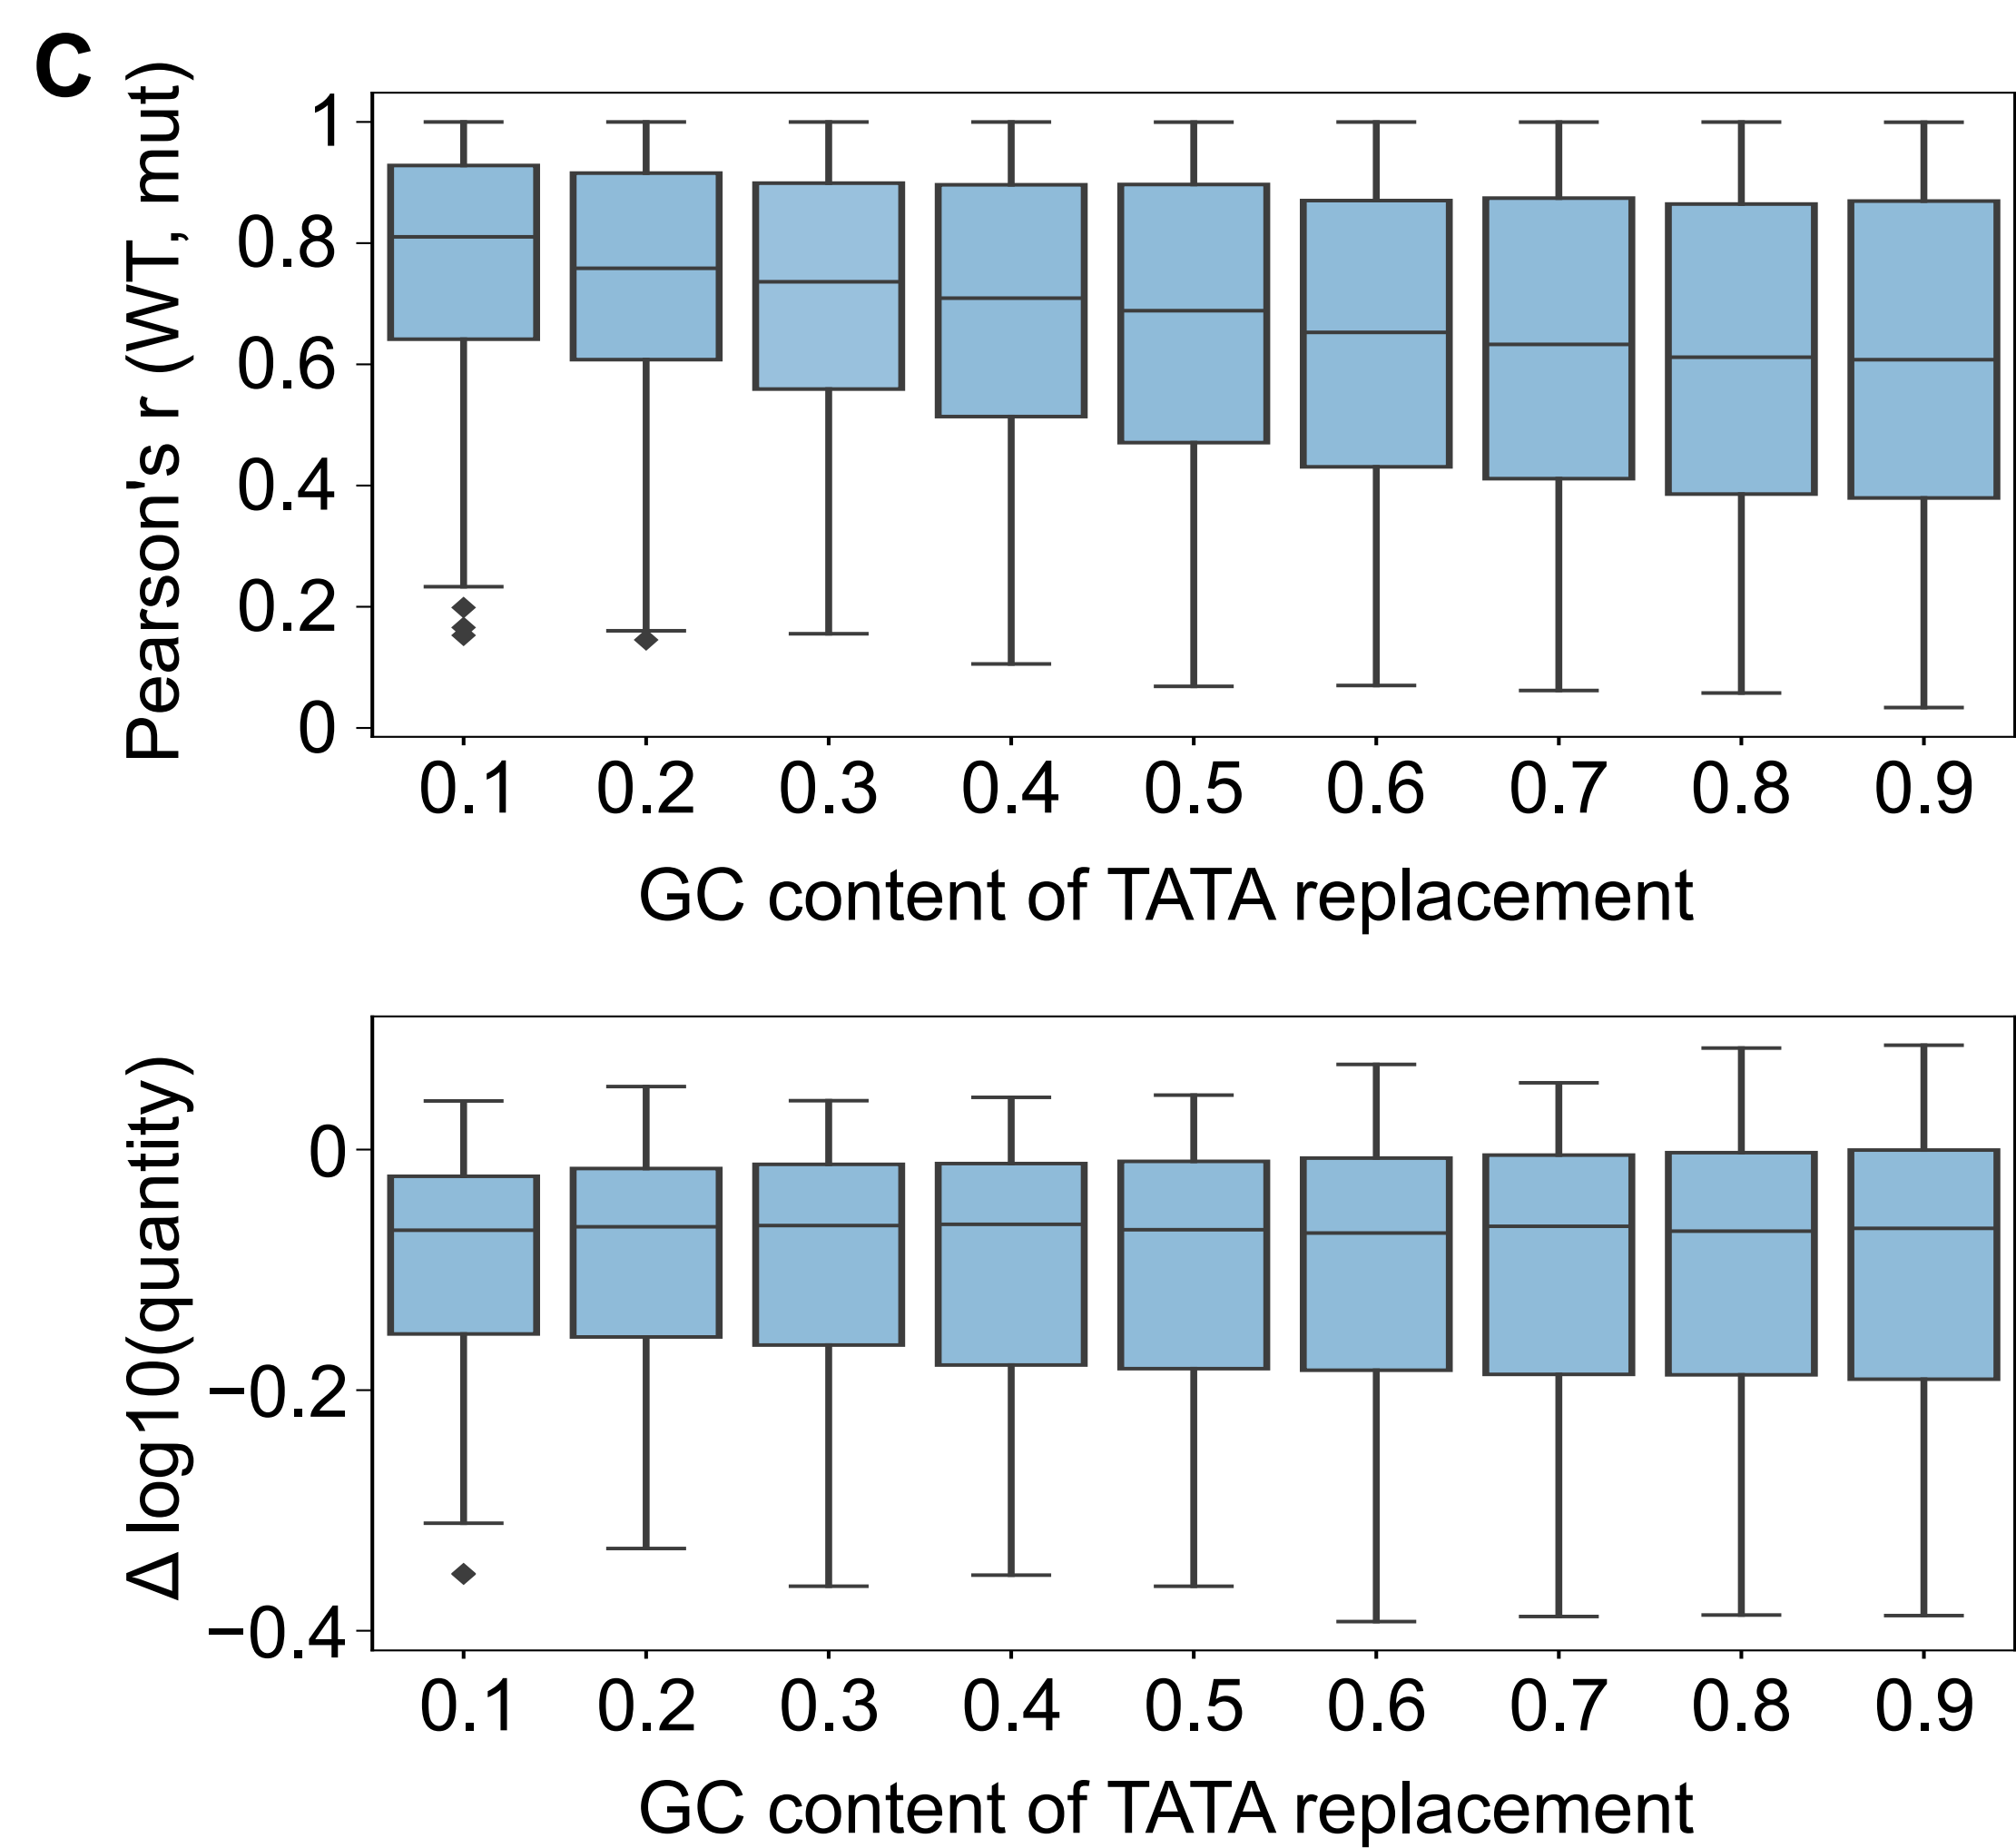 C
Pearson's r (WT, mut)
1
0.8
0.6
0.4
0.2
0
0.1 0.2 0.3 0.4 0.5 0.6 0.7 0.8 0.9
GC content of TATA replacement
Δ log10(quantity)
0
−0.2
−0.4
0.1 0.2 0.3 0.4 0.5 0.6 0.7 0.8 0.9
GC content of TATA replacement